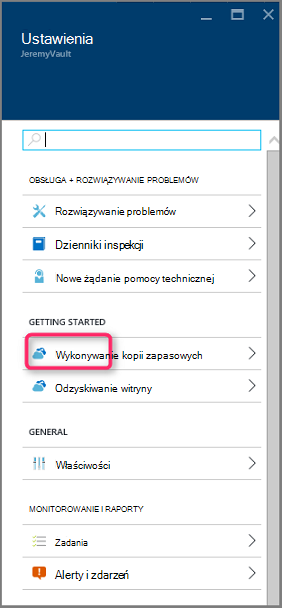 Ustawienia
JeremyVault
OBSŁUGA + ROZWIĄZYWANIE PROBLEMÓW
Rozwiązywanie problemów
Dzienniki inspekcji
Nowe żądanie pomocy technicznej
GETTING STARTED
Wykonywanie kopii zapasowych
Odzyskiwanie witryny
GENERAL
Właściwości
MONITOROWANIE I RAPORTY
Zadania
Alerty i zdarzeń